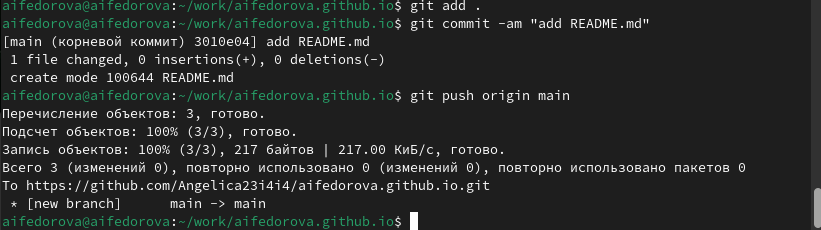 aifedorova@aifedorova:~/work/aifedorova.github.io$ git add .
aifedorova@aifedorova:~/work/aifedorova.github.io$ git commit -am "add README.md"
[main (корневой коммит) 3010e04] add README.md
 1 file changed, 0 insertions(+), 0 deletions(-)
 create mode 100644 README.md
aifedorova@aifedorova:~/work/aifedorova.github.io$ git push origin main
Перечисление объектов: 3, готово.
Подсчет объектов: 100% (3/3), готово.
Запись объектов: 100% (3/3), 217 байтов | 217.00 КиБ/с, готово.
Всего 3 (изменений 0), повторно использовано 0 (изменений 0), повторно использовано пакетов 0
To https://github.com/Angelica23i4i4/aifedorova.github.io.git
 * [new branch]      main -> main
aifedorova@aifedorova:~/work/aifedorova.github.io$